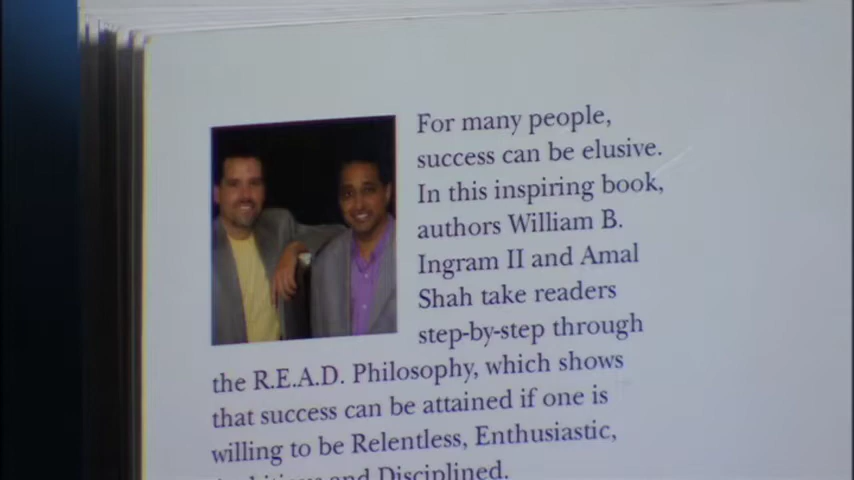 For many people,
success can be elusive.
In this inspiring book,
authors William B.
Ingram II and Amal
Shah take readers
step-by-step through
the R.E.A.D. Philosophy, which shows
that success can be attained if one is
willing to be Relentless, Enthusiastic,
Ambitious and Disciplined.